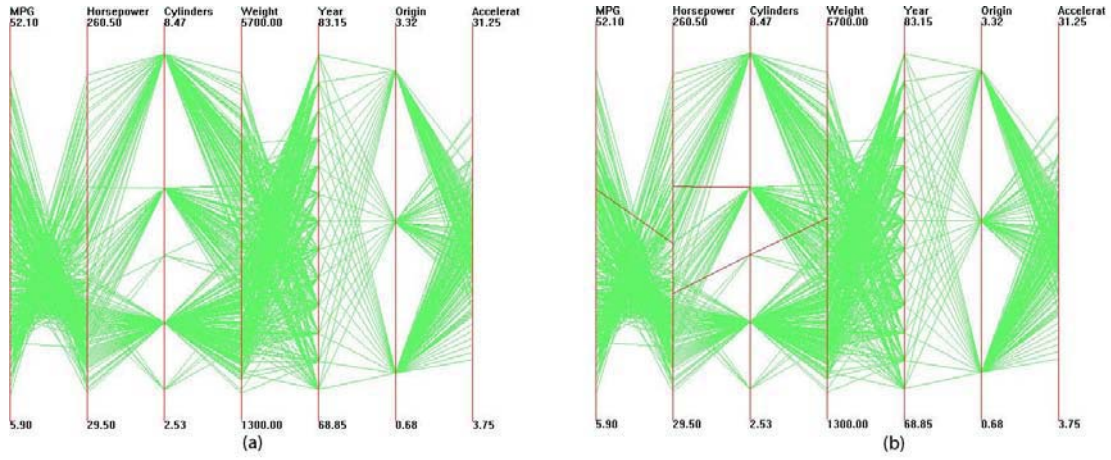 MPG Horsepower Cylinders Weight Year Origin Accelerat MPG Horsepower Cylinders Weight Year Origin Accelerat
52.10 260.50 8.47 5700.00 83.15 3.32 31.25 52.10 260.50 8.47 5700.00 83.15 3.32 31.25
5.90 29.50 2.53 1300.00 68.85 0.68 3.75 5.90 29.50 2.53 1300.00 68.85 0.68 3.75
(a) (b)